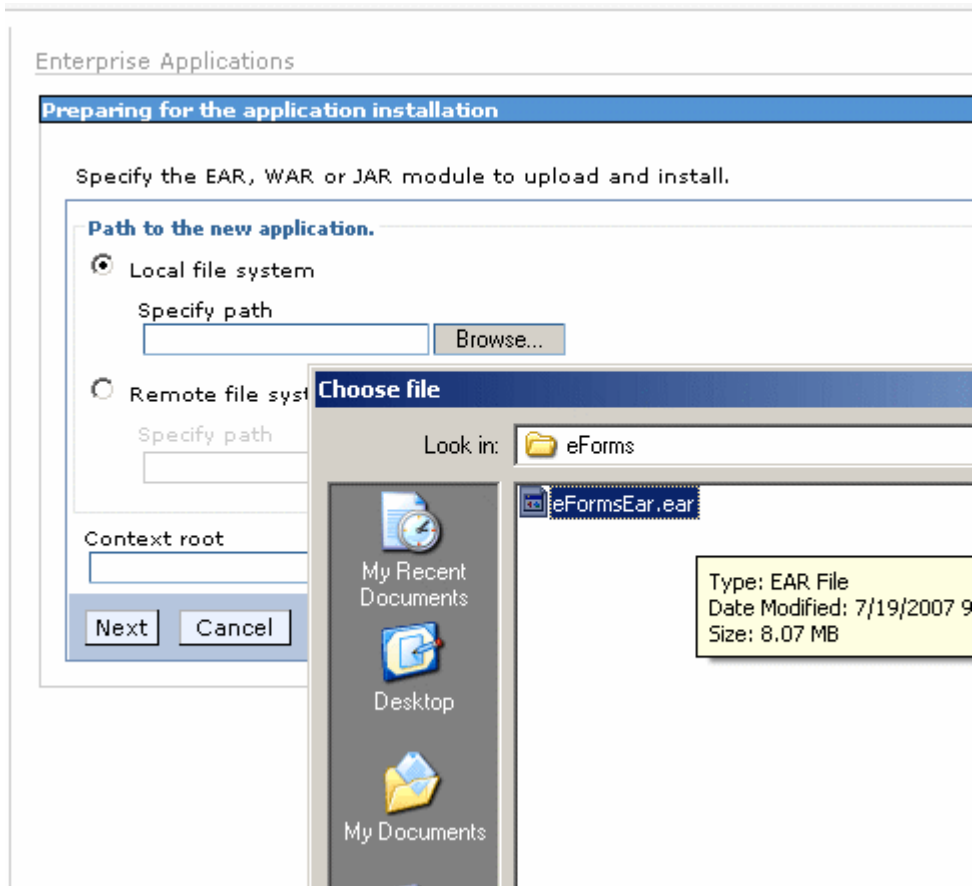 Enterprise Applications
Preparing for the application installation
Specify the EAR, WAR or JAR module to upload and install.
Path to the new application.
Local file system
Specify path
Browse...
Remote file syst
Specify path
Context root
Next Cancel
Choose file
Look in: eForms
eFormsEar.ear
Type: EAR File
Date Modified: 7/19/2007 9
Size: 8.07 MB
My Recent
Documents
Desktop
My Documents